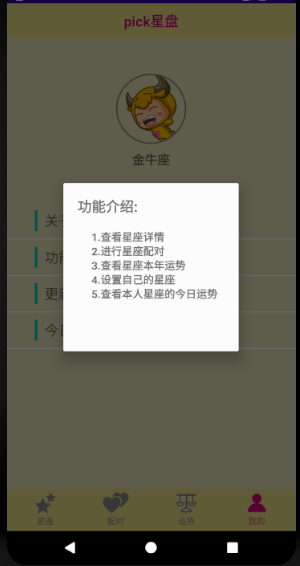 pick星盘
金牛座
功能介绍:
1.查看星座详情
2.进行星座配对
3.查看星座本年运势
4.设置自己的星座
5.查看本人星座的今日运势
关
功能
更新
今日
星座
配对
运势
我的